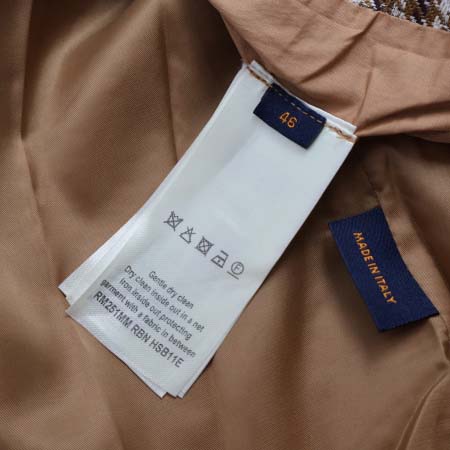 46
Gentle dry clean
Dry clean inside out in a net
iron inside out protecting
garment with a fabric in between
RM251MM RBN HSB11E
MADE IN ITALY